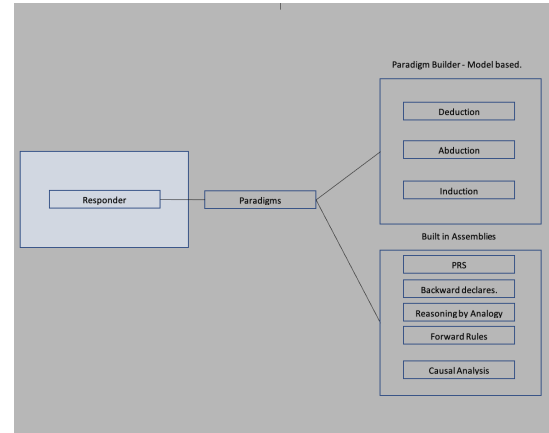 Paradigm Builder - Model based.
Deduction
Abduction
Induction
Responder
Paradigms
Built in Assemblies
PRS
Backward declares.
Reasoning by Analogy
Forward Rules
Causal Analysis